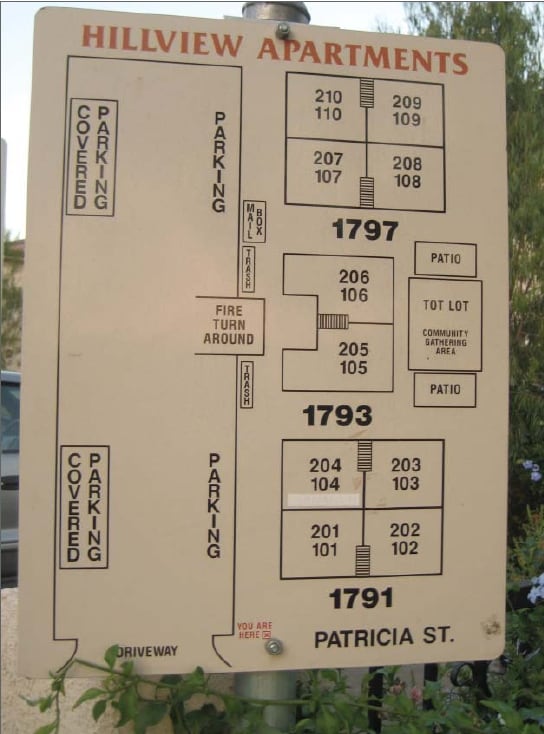 HILLVIEW APARTMENTS
COVERED
PARKING
PARKING
210
110
209
109
207
107
208
108
1797
MAIL
BOX
TRASH
PATIO
206
106
TOT LOT
COMMUNITY
GATHERING
AREA
FIRE
TURN
AROUND
205
105
TRASH
PATIO
1793
COVERED
PARKING
PARKING
204
104
203
103
201
101
202
102
1791
YOU ARE
HERE
PATRICIA ST.
DRIVEWAY